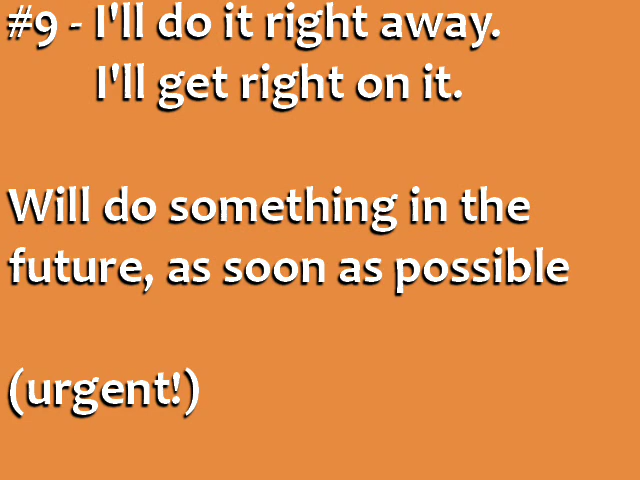 #9 - I'll do it right away.
I'll get right on it.
Will do something in the
future, as soon as possible
(urgent!)